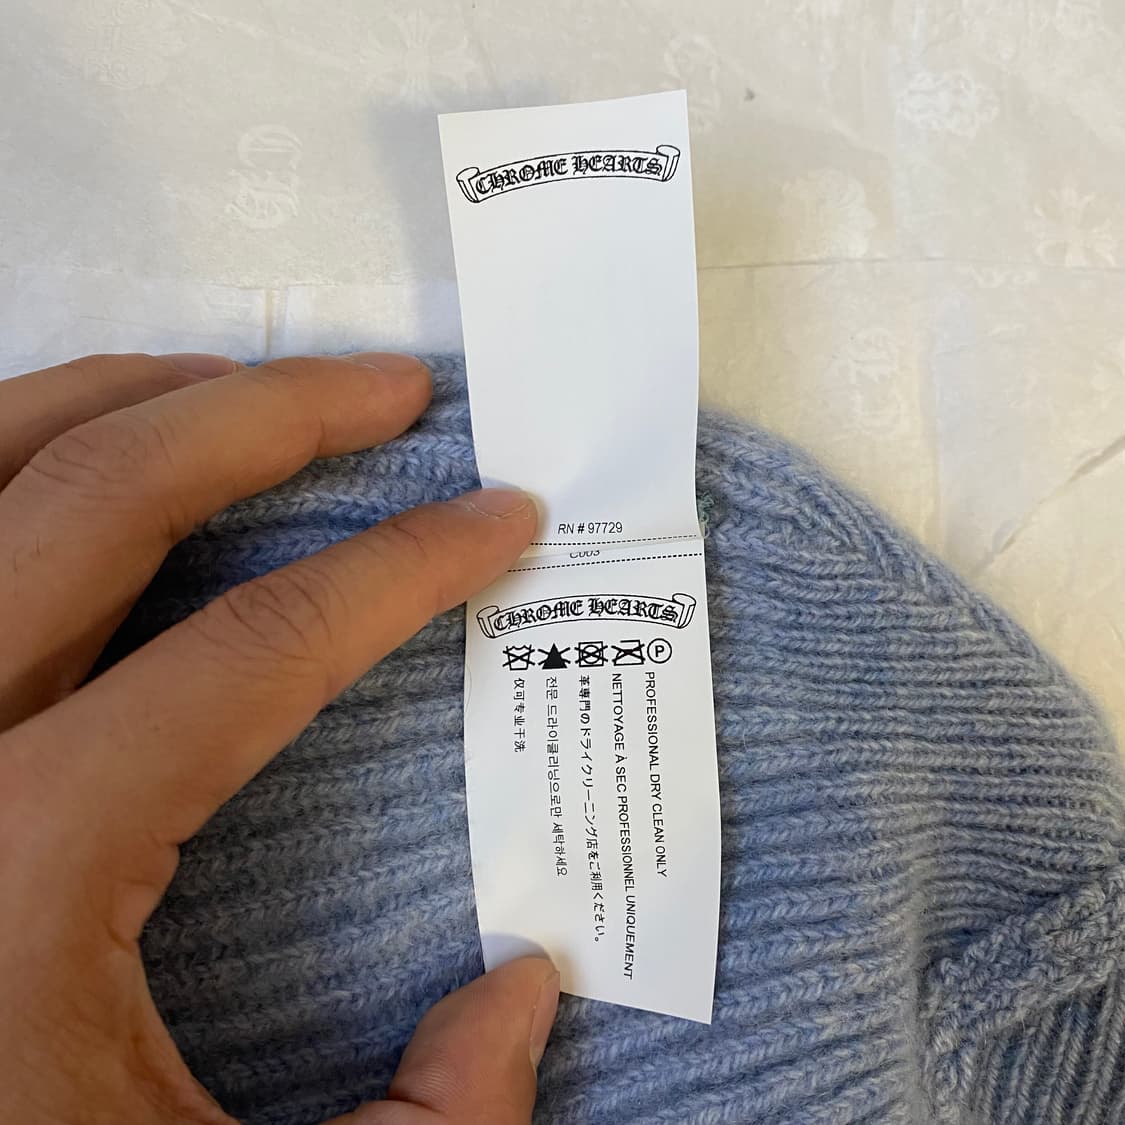 CHROME HEARTS
RN # 97729
C003
CHROME HEARTS
P
PROFESSIONAL DRY CLEAN ONLY
NETTOYAGE À SEC PROFESSIONNEL UNIQUEMENT
革専門のドライクリーニング店をご利用ください。
전문 드라이클리닝으로만 세탁하세요
仅可专业干洗